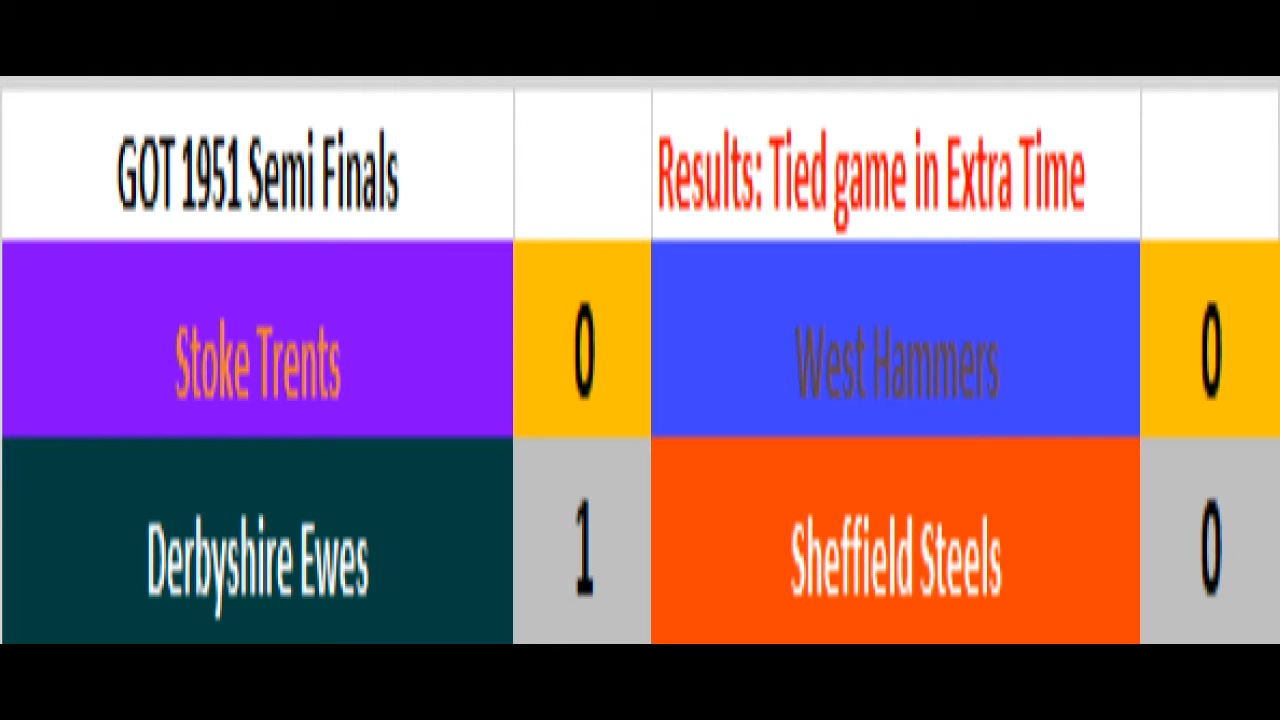 GOT 1951 Semi Finals Results: Tied game in Extra Time
Stoke Trents 0 West Hammers 0
Derbyshire Ewes 1 Sheffield Steels 0